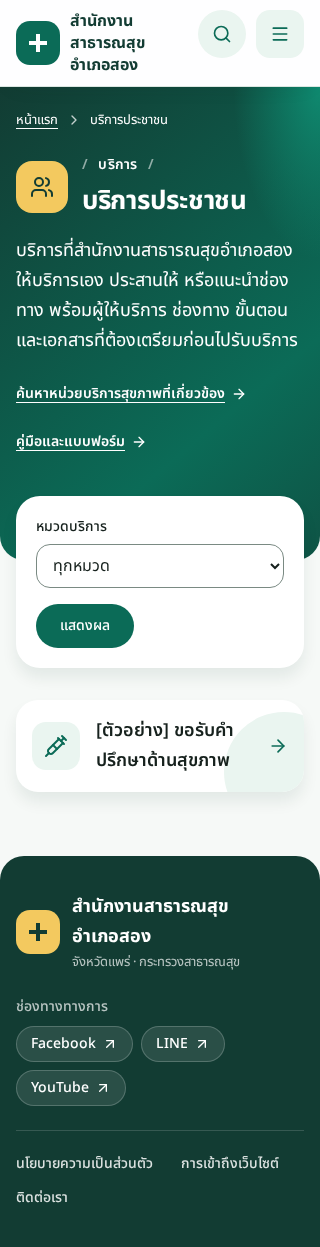 สำนักงาน
สาธารณสุข
อำเภอสอง
หน้าแรก > บริการประชาชน
/ บริการ /
บริการประชาชน
บริการที่สำนักงานสาธารณสุขอำเภอสอง
ให้บริการเอง ประสานให้ หรือแนะนำช่อง
ทาง พร้อมผู้ให้บริการ ช่องทาง ขั้นตอน
และเอกสารที่ต้องเตรียมก่อนไปรับบริการ
ค้นหาหน่วยบริการสุขภาพที่เกี่ยวข้อง →
คู่มือและแบบฟอร์ม →
หมวดบริการ
ทุกหมวด
แสดงผล
[ตัวอย่าง] ขอรับคำ
ปรึกษาด้านสุขภาพ
สำนักงานสาธารณสุข
อำเภอสอง
จังหวัดแพร่ · กระทรวงสาธารณสุข
ช่องทางทางการ
Facebook ↗ LINE ↗
YouTube ↗
นโยบายความเป็นส่วนตัว การเข้าถึงเว็บไซต์
ติดต่อเรา